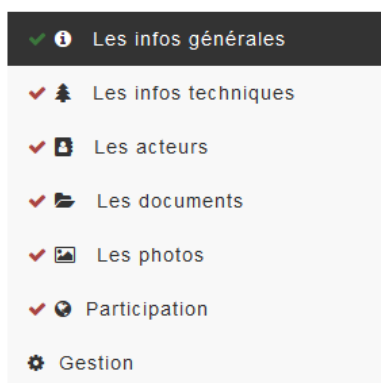 Les infos générales
Les infos techniques
Les acteurs
Les documents
Les photos
Participation
Gestion